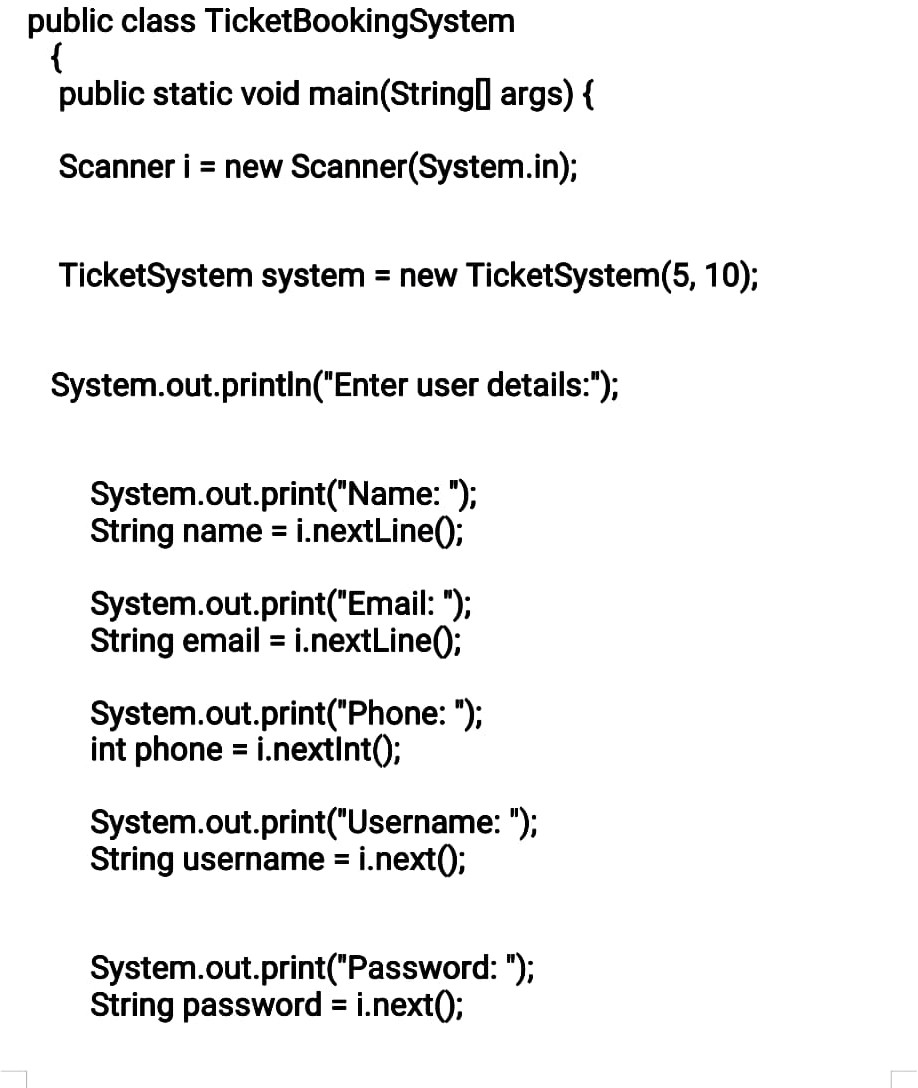 public class TicketBookingSystem
{
public static void main(String[] args) {
Scanner i = new Scanner(System.in);
TicketSystem system = new TicketSystem(5, 10);
System.out.println("Enter user details:");
System.out.print("Name: ");
String name = i.nextLine();
System.out.print("Email: ");
String email = i.nextLine();
System.out.print("Phone: ");
int phone = i.nextInt();
System.out.print("Username: ");
String username = i.next();
System.out.print("Password: ");
String password = i.next();